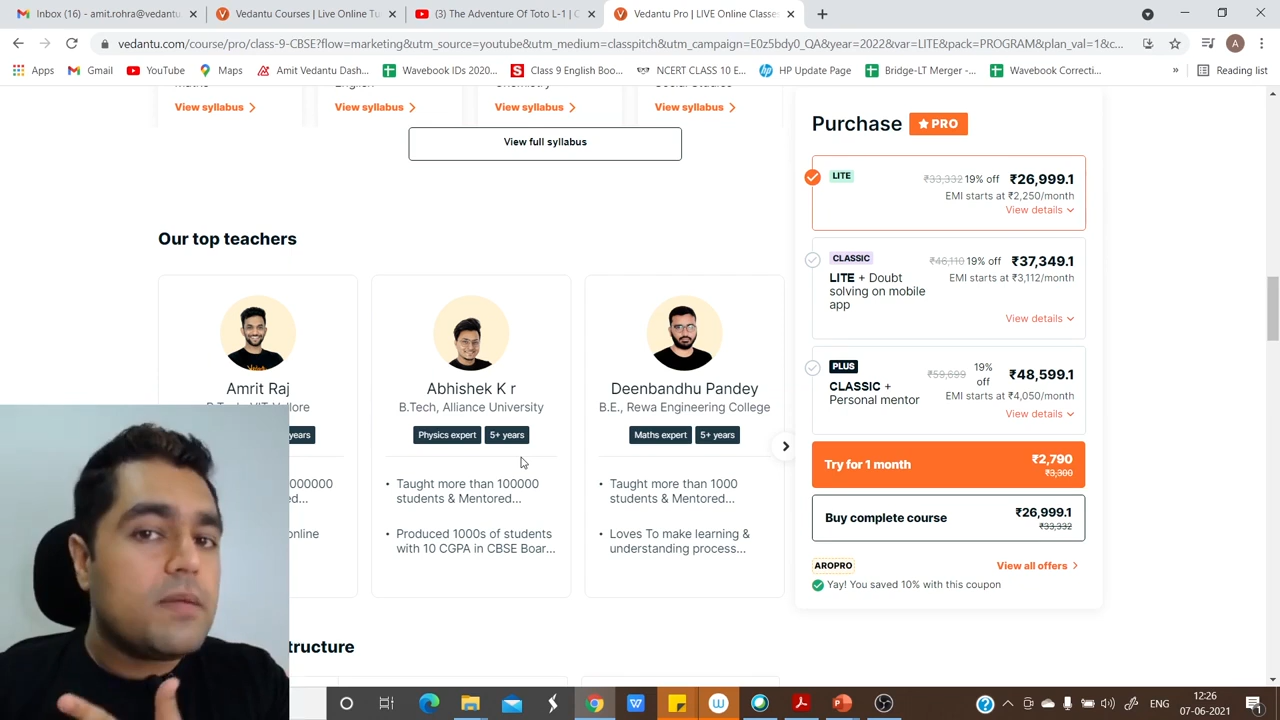 Inbox (16) - amit.rohra@vedantu
Vedantu Courses | Live Online Tu
(3) The Adventure Of Toto L-1 | C
Vedantu Pro | LIVE Online Classes
vedantu.com/course/pro/class-9-CBSE?flow=marketing&utm_source=youtube&utm_medium=classpitch&utm_campaign=E0z5bdy0_QA&year=2022&var=LITE&pack=PROGRAM&plan_val=1&c...
A
Apps
Gmail
YouTube
Maps
Amit Vedantu Dash...
Wavebook IDs 2020...
Class 9 English Boo...
NCERT CLASS 10 E...
HP Update Page
Bridge-LT Merger -...
Wavebook Correcti...
»
Reading list
View syllabus
View syllabus
View syllabus
View syllabus
View full syllabus
Our top teachers
Amrit Raj
Abhishek K r
B.Tech, Alliance University
Physics expert 5+ years
• Taught more than 100000
students & Mentored...
• Produced 1000s of students
with 10 CGPA in CBSE Boar...
Deenbandhu Pandey
B.E., Rewa Engineering College
Maths expert 5+ years
• Taught more than 1000
students & Mentored...
• Loves To make learning &
understanding process...
Purchase PRO
LITE ₹33,332 19% off ₹26,999.1
EMI starts at ₹2,250/month
View details
CLASSIC ₹46,110 19% off ₹37,349.1
LITE + Doubt
solving on mobile
app
EMI starts at ₹3,112/month
View details
PLUS ₹59,699 19% off ₹48,599.1
CLASSIC +
Personal mentor
EMI starts at ₹4,050/month
View details
Try for 1 month ₹2,790
₹3,300
Buy complete course ₹26,999.1
₹33,332
AROPRO View all offers
Yay! You saved 10% with this coupon
ENG
12:26
07-06-2021